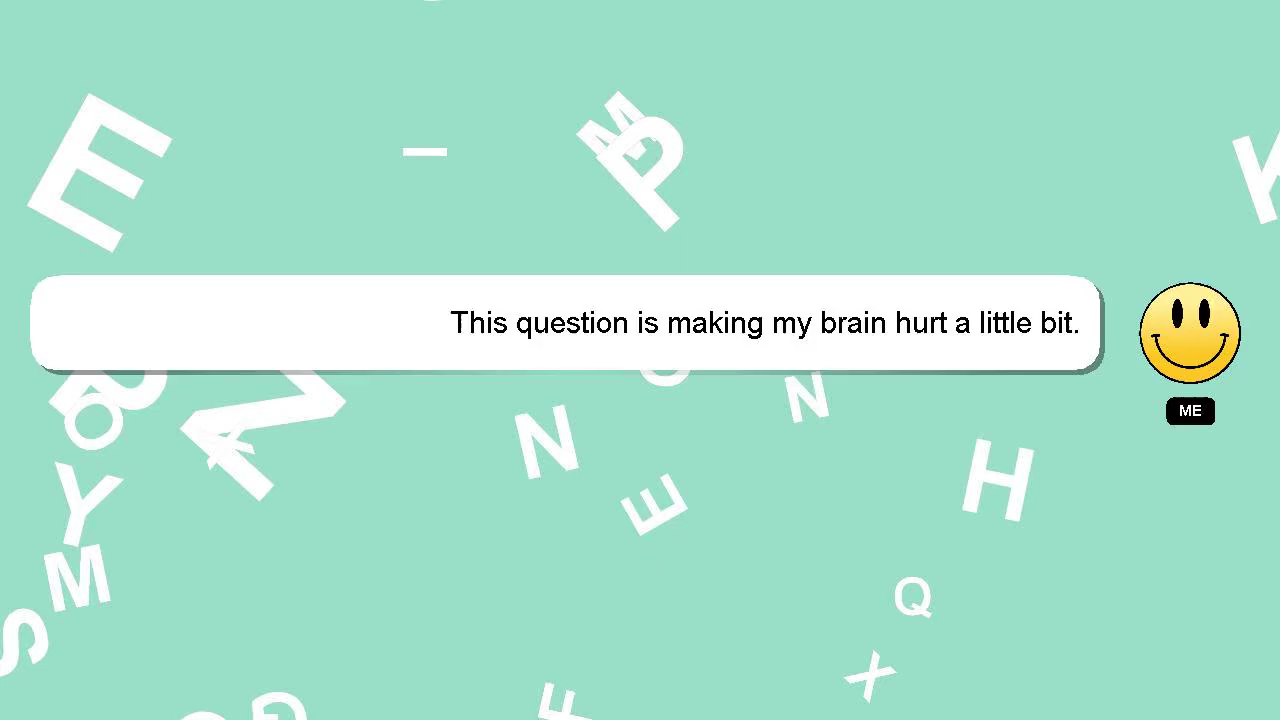 E
I
M
P
K
This question is making my brain hurt a little bit.
ME
Z
N
N
O
A
Y
H
E
M
Q
S
X
G
F